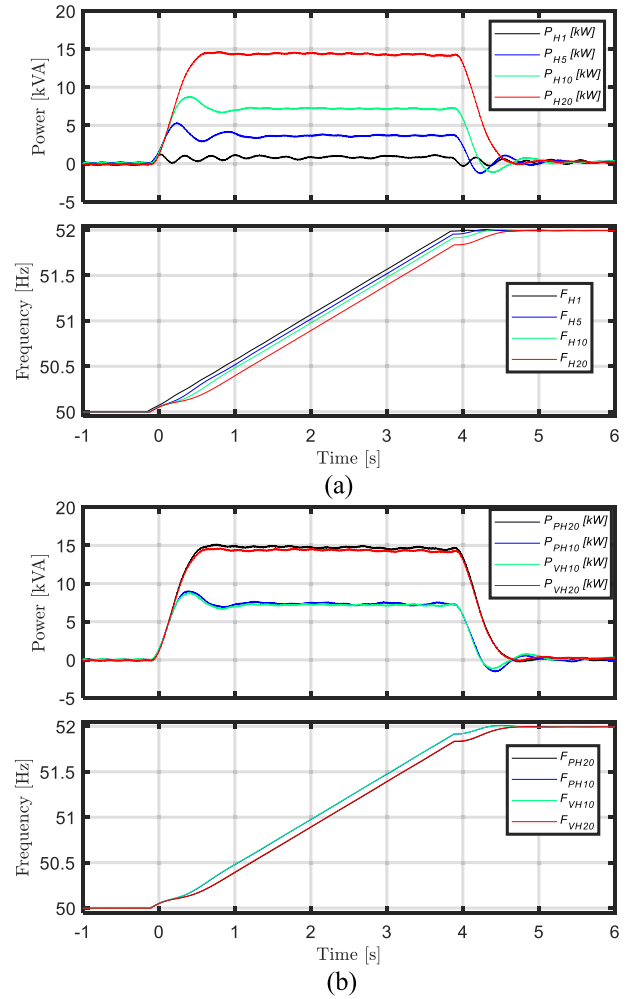 20
15
10
5
0
-5
Power [kVA]
P_H1 [kW]
P_H5 [kW]
P_H10 [kW]
P_H20 [kW]
52
51.5
51
50.5
50
Frequency [Hz]
F_H1
F_H5
F_H10
F_H20
-1 0 1 2 3 4 5 6
Time [s]
(a)
20
15
10
5
0
-5
Power [kVA]
P_PH20 [kW]
P_PH10 [kW]
P_VH10 [kW]
P_VH20 [kW]
52
51.5
51
50.5
50
Frequency [Hz]
F_PH20
F_PH10
F_VH10
F_VH20
-1 0 1 2 3 4 5 6
Time [s]
(b)